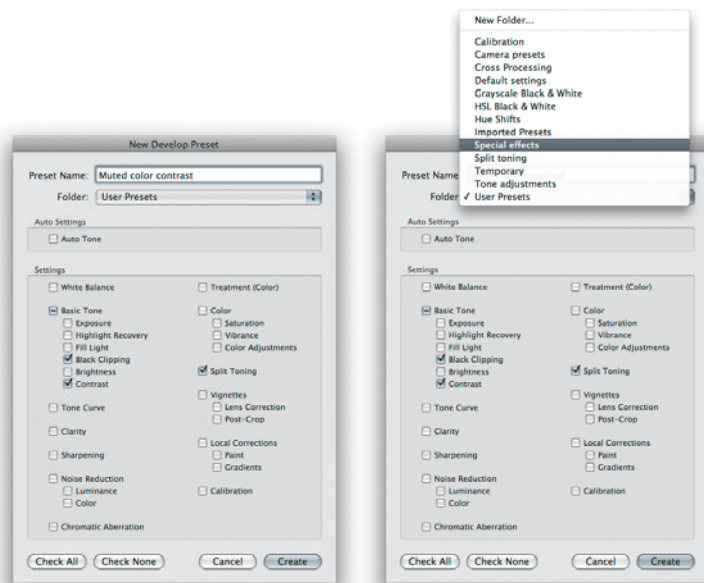 New Develop Preset
Preset Name: Muted color contrast
Folder: User Presets
Auto Settings
Auto Tone
Settings
White Balance
Basic Tone
Exposure
Highlight Recovery
Fill Light
Black Clipping
Brightness
Contrast
Tone Curve
Clarity
Sharpening
Noise Reduction
Luminance
Color
Chromatic Aberration
Treatment (Color)
Color
Saturation
Vibrance
Color Adjustments
Split Toning
Vignettes
Lens Correction
Post-Crop
Local Corrections
Paint
Gradients
Calibration
Check All Check None Cancel Create
New Folder...
Calibration
Camera presets
Cross Processing
Default settings
Grayscale Black & White
HSL Black & White
Hue Shifts
Imported Presets
Special effects
Split toning
Temporary
Tone adjustments
✓ User Presets
Preset Name
Folder
Auto Settings
Auto Tone
Settings
White Balance
Basic Tone
Exposure
Highlight Recovery
Fill Light
Black Clipping
Brightness
Contrast
Tone Curve
Clarity
Sharpening
Noise Reduction
Luminance
Color
Chromatic Aberration
Treatment (Color)
Color
Saturation
Vibrance
Color Adjustments
Split Toning
Vignettes
Lens Correction
Post-Crop
Local Corrections
Paint
Gradients
Calibration
Check All Check None Cancel Create